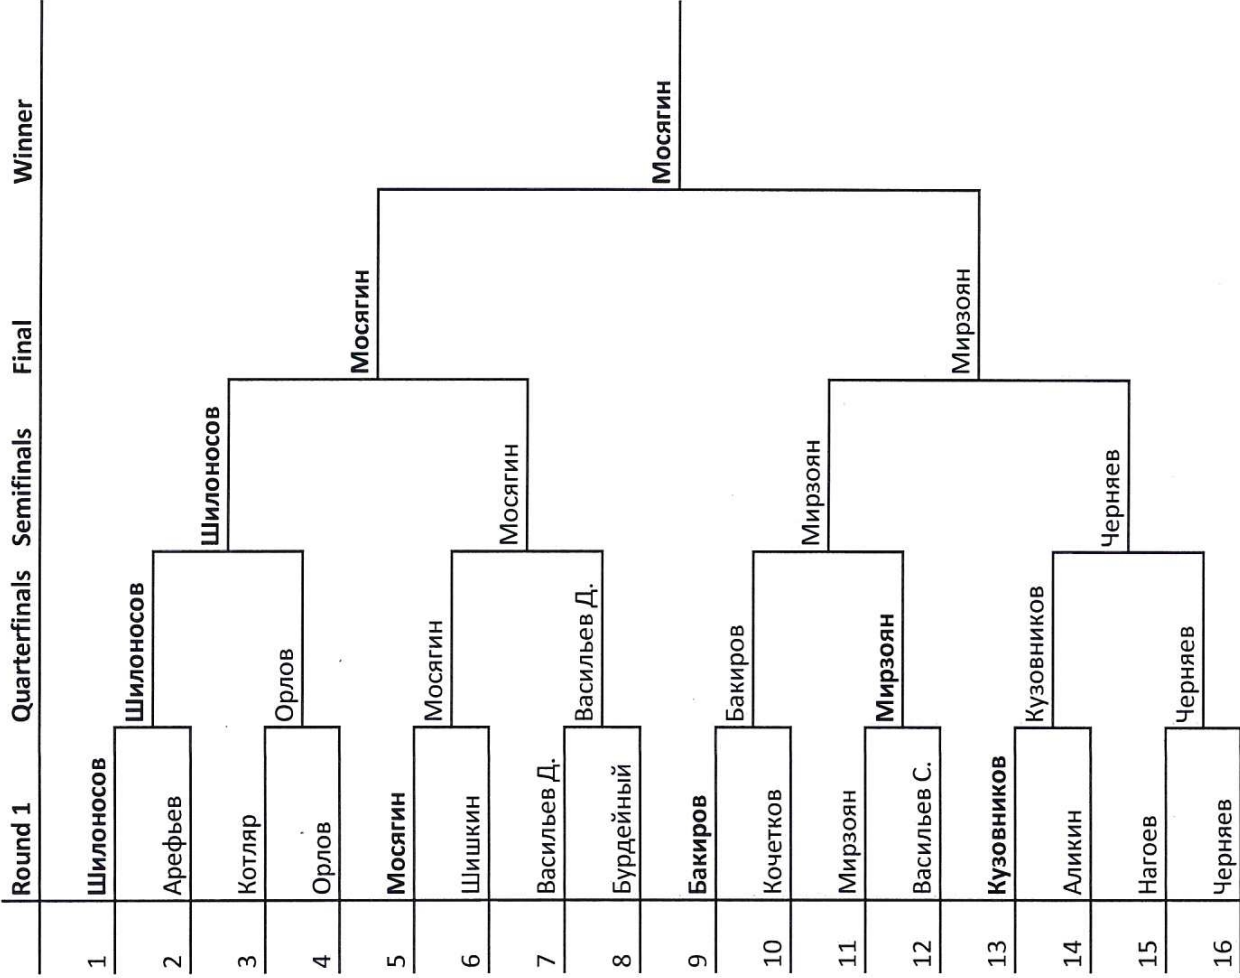 Round 1 Quarterfinals Semifinals Final Winner
1 Шилоносов
Шилоносов
2 Арефьев
Шилоносов
3 Котляр
Орлов
4 Орлов
Мосягин
5 Мосягин
Мосягин
6 Шишкин
Мосягин
7 Васильев Д.
Васильев Д.
8 Бурдейный
Мосягин
9 Бакиров
Бакиров
10 Кочетков
Мирзоян
11 Мирзоян
Мирзоян
12 Васильев С.
Мирзоян
13 Кузовников
Кузовников
14 Аликин
Черняев
15 Нагоев
Черняев
16 Черняев